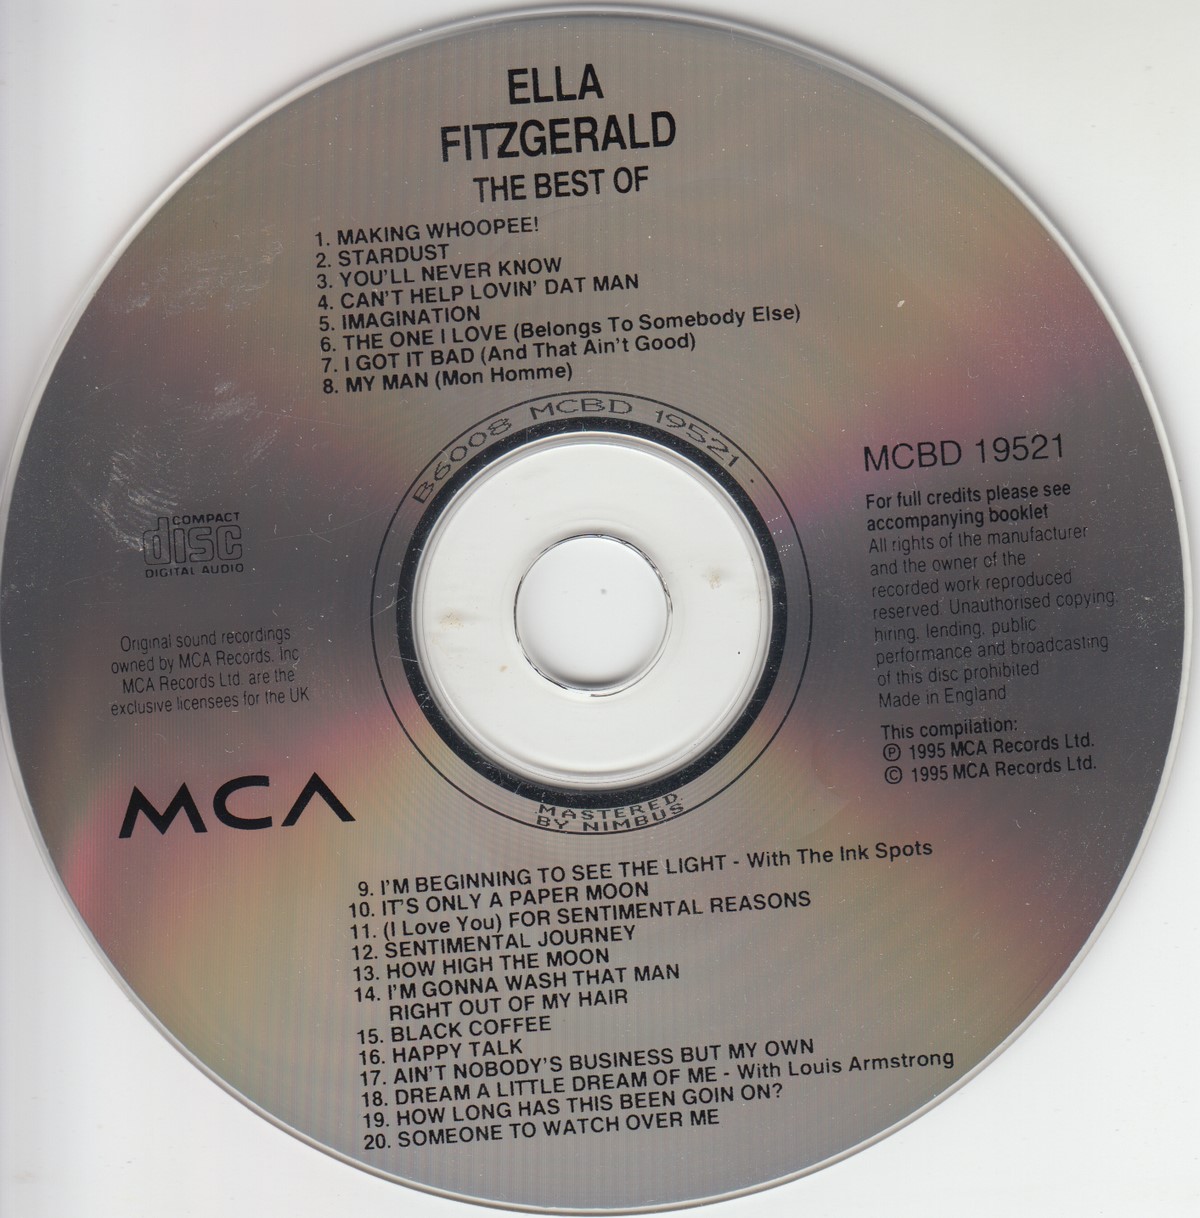 ELLA
FITZGERALD
THE BEST OF
1. MAKING WHOOPEE!
2. STARDUST
3. YOU'LL NEVER KNOW
4. CAN'T HELP LOVIN' DAT MAN
5. IMAGINATION
6. THE ONE I LOVE (Belongs To Somebody Else)
7. I GOT IT BAD (And That Ain't Good)
8. MY MAN (Mon Homme)
B6008 MCBD 19521 .
COMPACT
disc
DIGITAL AUDIO
Original sound recordings
owned by MCA Records, Inc
MCA Records Ltd. are the
exclusive licensees for the UK
MCA
MCBD 19521
For full credits please see
accompanying booklet
All rights of the manufacturer
and the owner of the
recorded work reproduced
reserved. Unauthorised copying,
hiring, lending, public
performance and broadcasting
of this disc prohibited
Made in England
This compilation:
Ⓟ 1995 MCA Records Ltd.
© 1995 MCA Records Ltd.
MASTERED
BY NIMBUS
9. I'M BEGINNING TO SEE THE LIGHT - With The Ink Spots
10. IT'S ONLY A PAPER MOON
11. (I Love You) FOR SENTIMENTAL REASONS
12. SENTIMENTAL JOURNEY
13. HOW HIGH THE MOON
14. I'M GONNA WASH THAT MAN
RIGHT OUT OF MY HAIR
15. BLACK COFFEE
16. HAPPY TALK
17. AIN'T NOBODY'S BUSINESS BUT MY OWN
18. DREAM A LITTLE DREAM OF ME - With Louis Armstrong
19. HOW LONG HAS THIS BEEN GOIN ON?
20. SOMEONE TO WATCH OVER ME